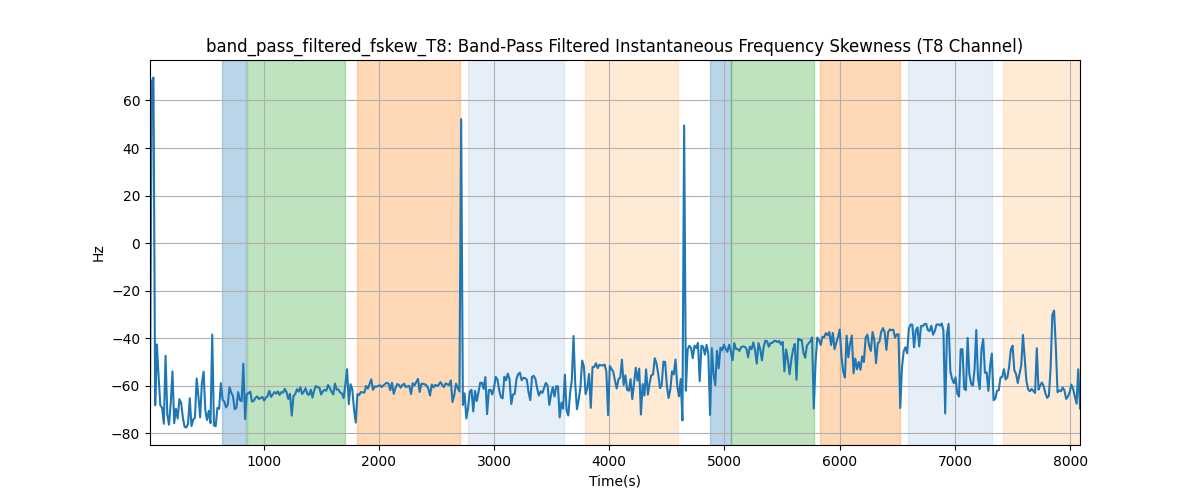 band_pass_filtered_fskew_T8: Band-Pass Filtered Instantaneous Frequency Skewness (T8 Channel)
Hz
60
40
20
0
−20
−40
−60
−80
1000 2000 3000 4000 5000 6000 7000 8000
Time(s)